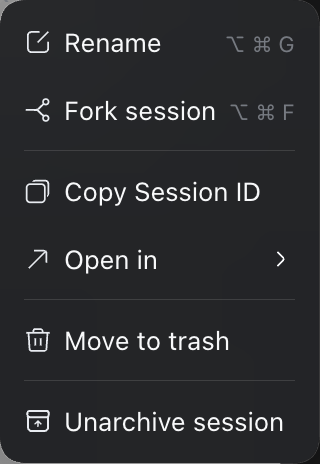 Rename ⌥ ⌘ G
Fork session ⌥ ⌘ F
Copy Session ID
Open in
Move to trash
Unarchive session